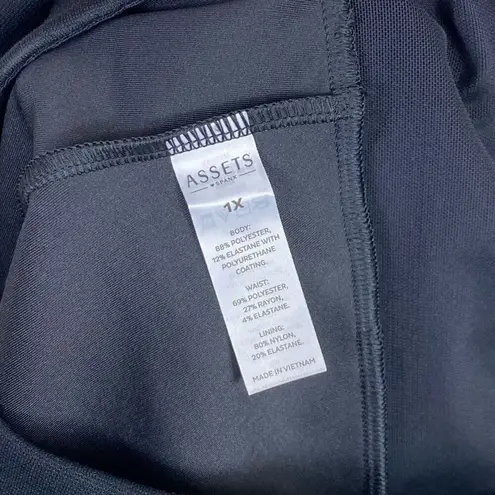 ASSETS
♥ SPANX
1X
BODY:
88% POLYESTER,
12% ELASTANE WITH
POLYURETHANE
COATING.
WAIST:
69% POLYESTER,
27% RAYON,
4% ELASTANE.
LINING:
80% NYLON,
20% ELASTANE.
MADE IN VIETNAM